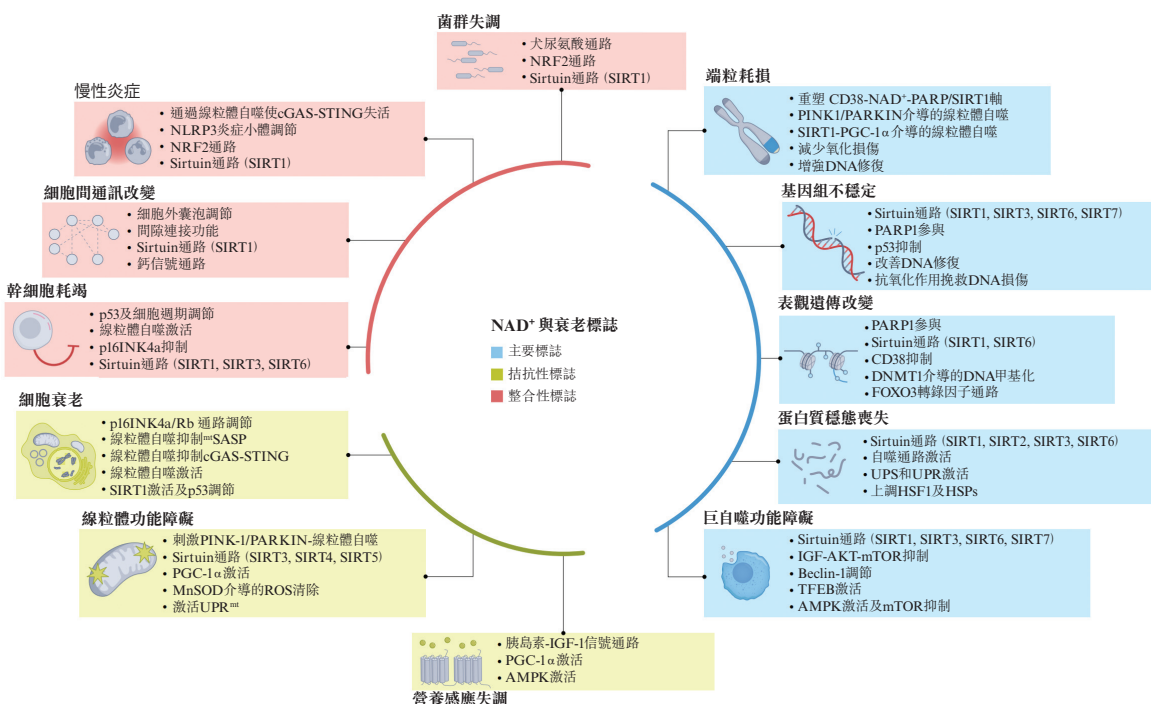 菌群失調
• 犬尿氨酸通路
• NRF2通路
• Sirtuin通路 (SIRT1)
慢性炎症
• 通過線粒體自噬使cGAS-STING失活
• NLRP3炎症小體調節
• NRF2通路
• Sirtuin通路 (SIRT1)
細胞間通訊改變
• 細胞外囊泡調節
• 間隙連接功能
• Sirtuin通路 (SIRT1)
• 鈣信號通路
幹細胞耗竭
• p53及細胞週期調節
• 線粒體自噬激活
• p16INK4a抑制
• Sirtuin通路 (SIRT1, SIRT3, SIRT6)
細胞衰老
• p16INK4a/Rb 通路調節
• 線粒體自噬抑制ᵐᵗSASP
• 線粒體自噬抑制cGAS-STING
• 線粒體自噬激活
• SIRT1激活及p53調節
線粒體功能障礙
• 刺激PINK-1/PARKIN-線粒體自噬
• Sirtuin通路 (SIRT3, SIRT4, SIRT5)
• PGC-1α激活
• MnSOD介導的ROS清除
• 激活UPRᵐᵗ
• 胰島素-IGF-1信號通路
• PGC-1α激活
• AMPK激活
營養感應失調
NAD⁺ 與衰老標誌
主要標誌
拮抗性標誌
整合性標誌
端粒耗損
• 重塑 CD38-NAD⁺-PARP/SIRT1軸
• PINK1/PARKIN介導的線粒體自噬
• SIRT1-PGC-1α介導的線粒體自噬
• 減少氧化損傷
• 增強DNA修復
基因組不穩定
• Sirtuin通路 (SIRT1, SIRT3, SIRT6, SIRT7)
• PARP1參與
• p53抑制
• 改善DNA修復
• 抗氧化作用挽救DNA損傷
表觀遺傳改變
• PARP1參與
• Sirtuin通路 (SIRT1, SIRT6)
• CD38抑制
• DNMT1介導的DNA甲基化
• FOXO3轉錄因子通路
蛋白質穩態喪失
• Sirtuin通路 (SIRT1, SIRT2, SIRT3, SIRT6)
• 自噬通路激活
• UPS和UPR激活
• 上調HSF1及HSPs
巨自噬功能障礙
• Sirtuin通路 (SIRT1, SIRT3, SIRT6, SIRT7)
• IGF-AKT-mTOR抑制
• Beclin-1調節
• TFEB激活
• AMPK激活及mTOR抑制